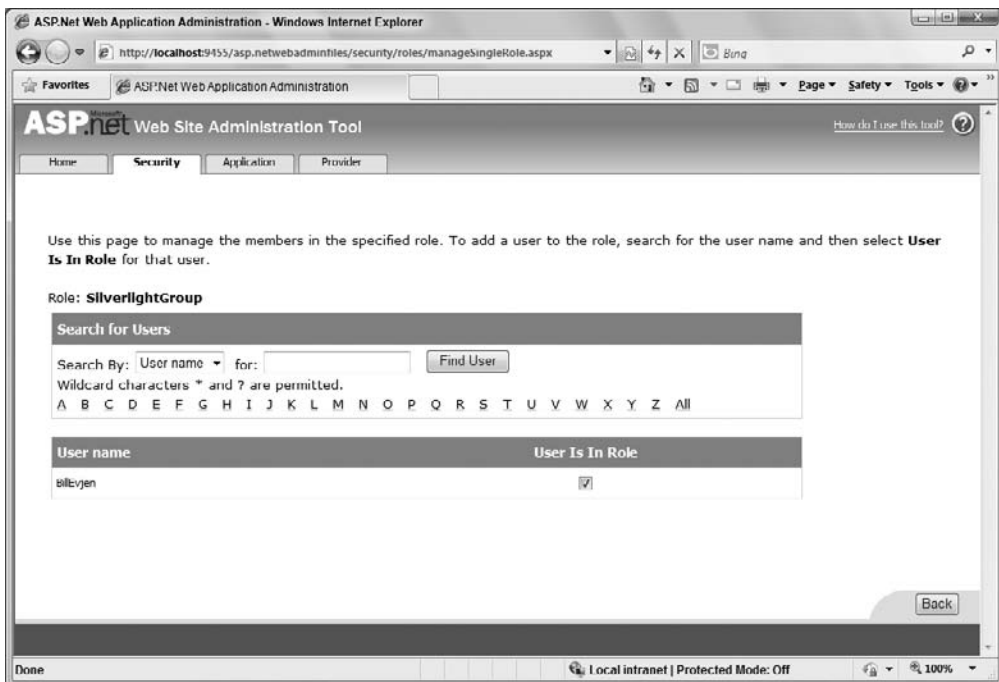 ASP.Net Web Application Administration - Windows Internet Explorer
http://localhost:9455/asp.netwebadminfiles/security/roles/manageSingleRole.aspx
Bing
Favorites
ASP.Net Web Application Administration
Page
Safety
Tools
Microsoft
ASP.net Web Site Administration Tool
How do I use this tool?
Home Security Application Provider
Use this page to manage the members in the specified role. To add a user to the role, search for the user name and then select User
Is In Role for that user.
Role: SilverlightGroup
Search for Users
Search By: User name for: Find User
Wildcard characters * and ? are permitted.
A B C D E F G H I J K L M N O P Q R S T U V W X Y Z All
User name User Is In Role
BillEvjen
Back
Done Local intranet | Protected Mode: Off 100%